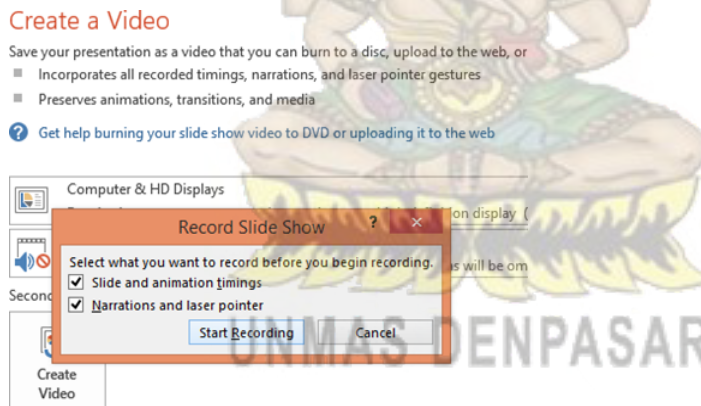 Create a Video
Save your presentation as a video that you can burn to a disc, upload to the web, or
Incorporates all recorded timings, narrations, and laser pointer gestures
Preserves animations, transitions, and media
Get help burning your slide show video to DVD or uploading it to the web
Computer & HD Displays
on display (
Record Slide Show
?
Select what you want to record before you begin recording.
as will be om
Slide and animation timings
Second
Narrations and laser pointer
Start Recording
Cancel
UNMAS DENPASAR
Create
Video